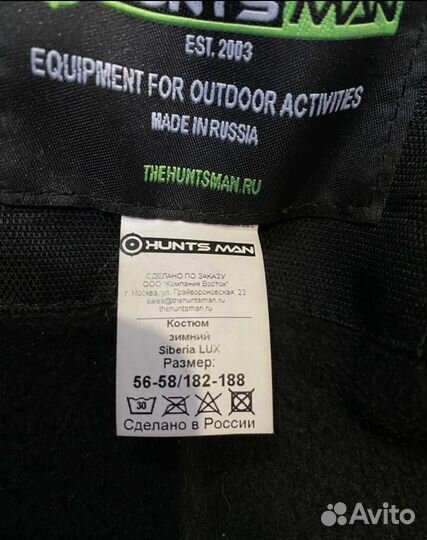 HUNTSMAN
EST. 2003
EQUIPMENT FOR OUTDOOR ACTIVITIES
MADE IN RUSSIA
THEHUNTSMAN.RU
HUNTS MAN
СДЕЛАНО ПО ЗАКАЗУ
ООО "Компания Восток"
г. Москва, ул. Грайвороновская, 23
sales@thehuntsman.ru
thehuntsman.ru
Костюм
зимний
Siberia LUX
Размер:
56-58/182-188
30
Сделано в России
Avito